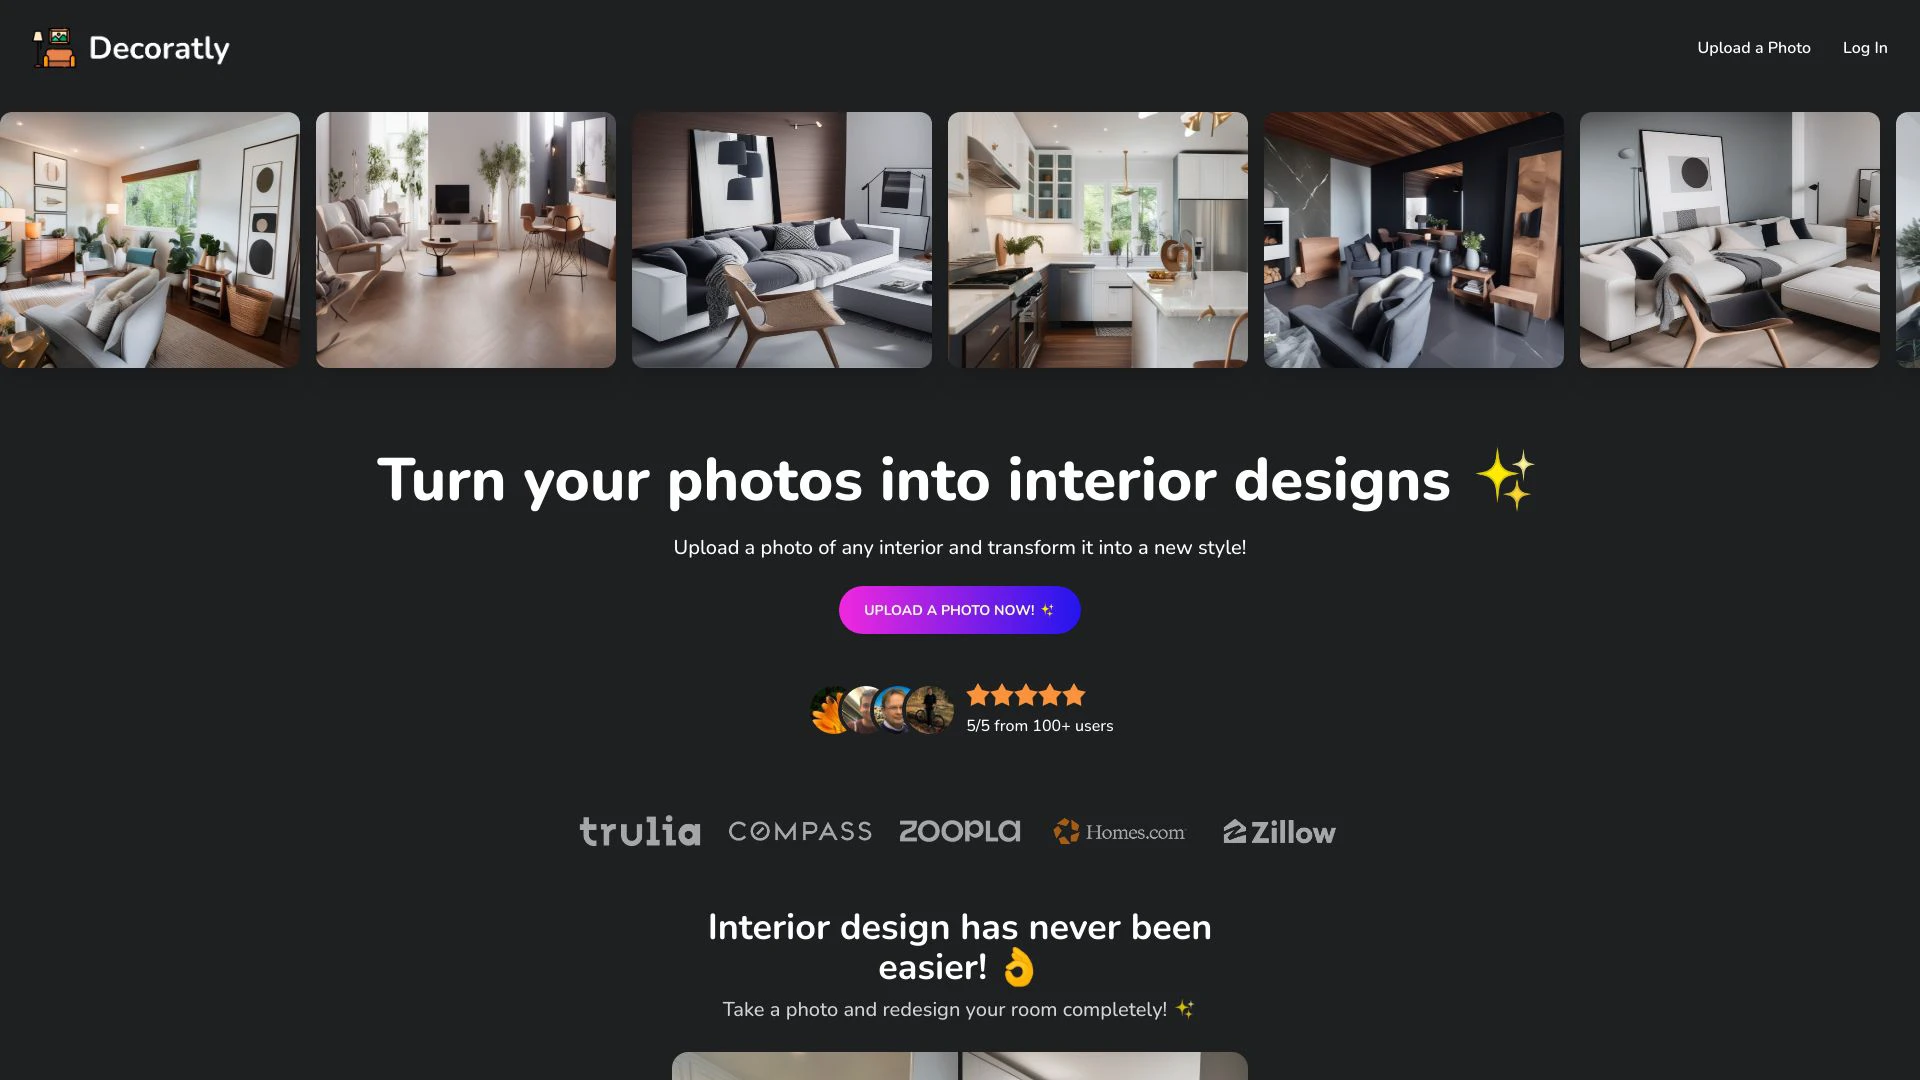 Decoratly
Upload a Photo
Log In
Turn your photos into interior designs ✨
Upload a photo of any interior and transform it into a new style!
UPLOAD A PHOTO NOW! ✨
5/5 from 100+ users
trulia
COMPASS
ZOOPLA
Homes.com
Zillow
Interior design has never been
easier! 👌
Take a photo and redesign your room completely! ✨